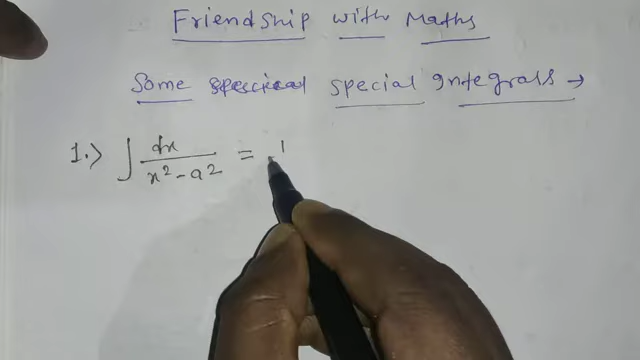 Friendship with Maths
Some special Integrals →
1.> ∫ dx / x² - a² = 1